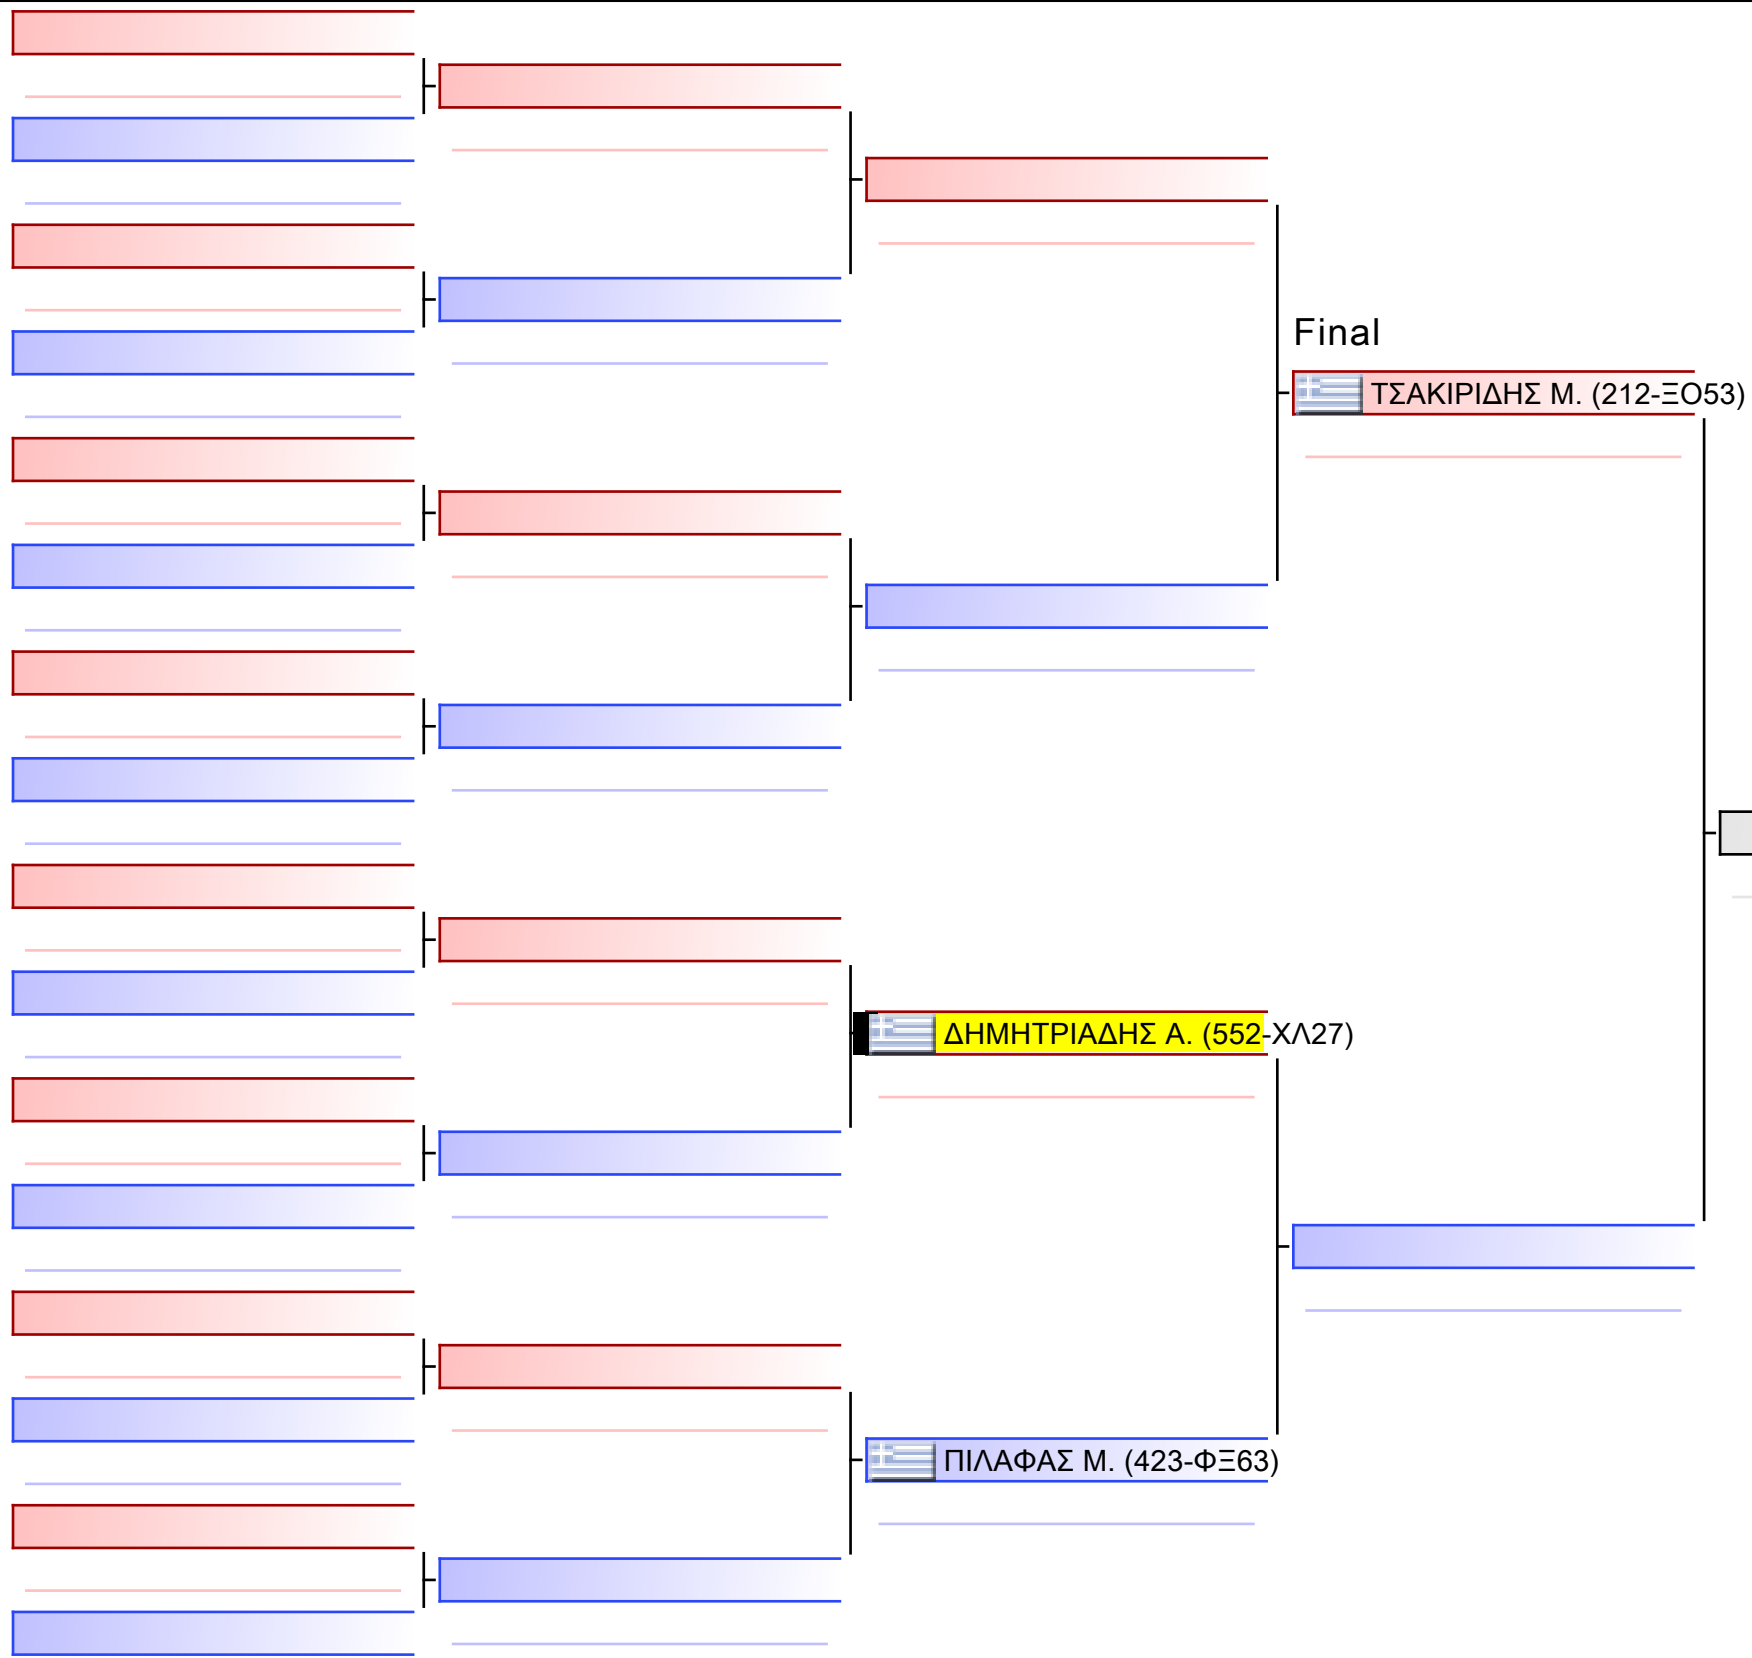 Final
ΤΣΑΚΙΡΙΔΗΣ Μ. (212-ΞΟ53)
ΔΗΜΗΤΡΙΑΔΗΣ Α. (552-ΧΛ27)
ΠΙΛΑΦΑΣ Μ. (423-ΦΞ63)